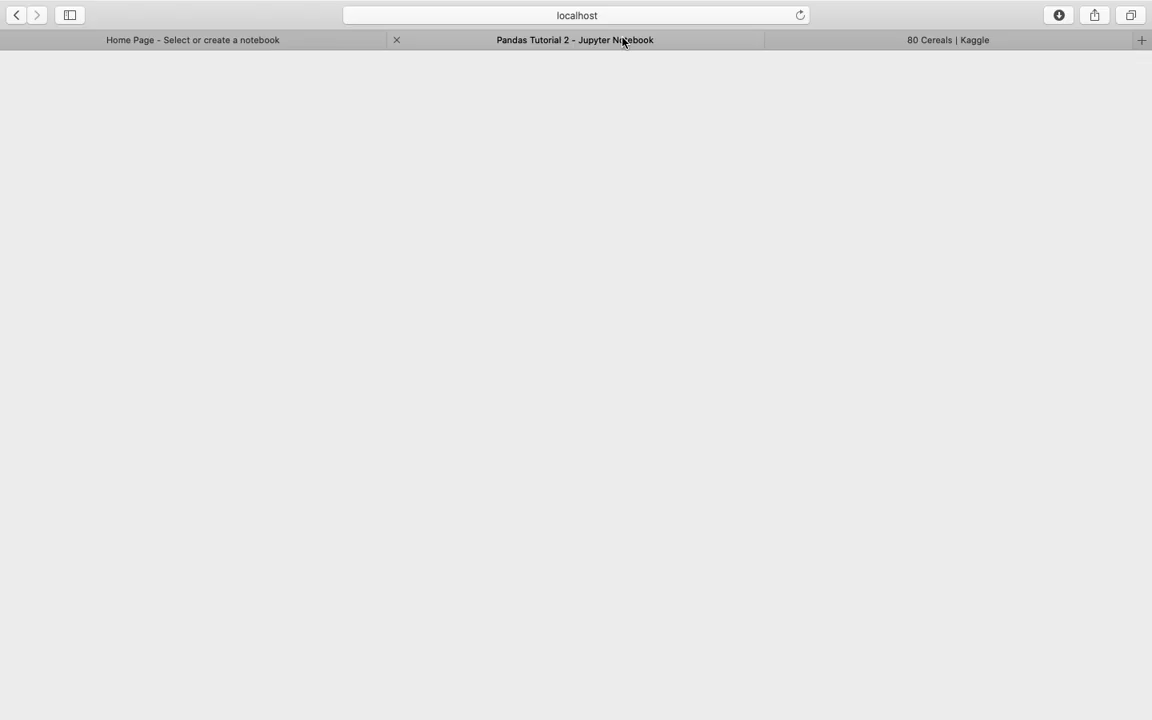 localhost
Home Page - Select or create a notebook
Pandas Tutorial 2 - Jupyter Notebook
80 Cereals | Kaggle